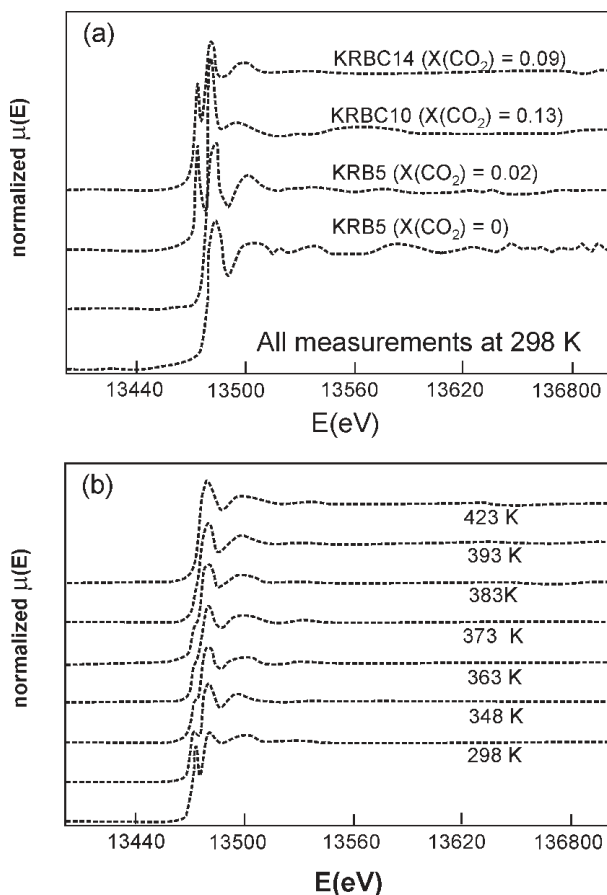 (a)
KRBC14 (X(CO₂) = 0.09)
KRBC10 (X(CO₂) = 0.13)
KRB5 (X(CO₂) = 0.02)
KRB5 (X(CO₂) = 0)
All measurements at 298 K
normalized μ(E)
13440 13500 13560 13620 136800
E(eV)
(b)
423 K
393 K
383K
373 K
363 K
348 K
298 K
normalized μ(E)
13440 13500 13560 13620 136800
E(eV)